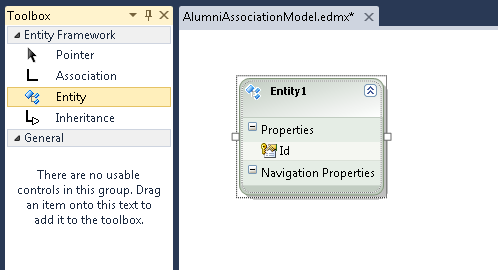 Toolbox
Entity Framework
Pointer
Association
Entity
Inheritance
General
There are no usable
controls in this group. Drag
an item onto this text to
add it to the toolbox.
AlumniAssociationModel.edmx*
Entity1
Properties
Id
Navigation Properties